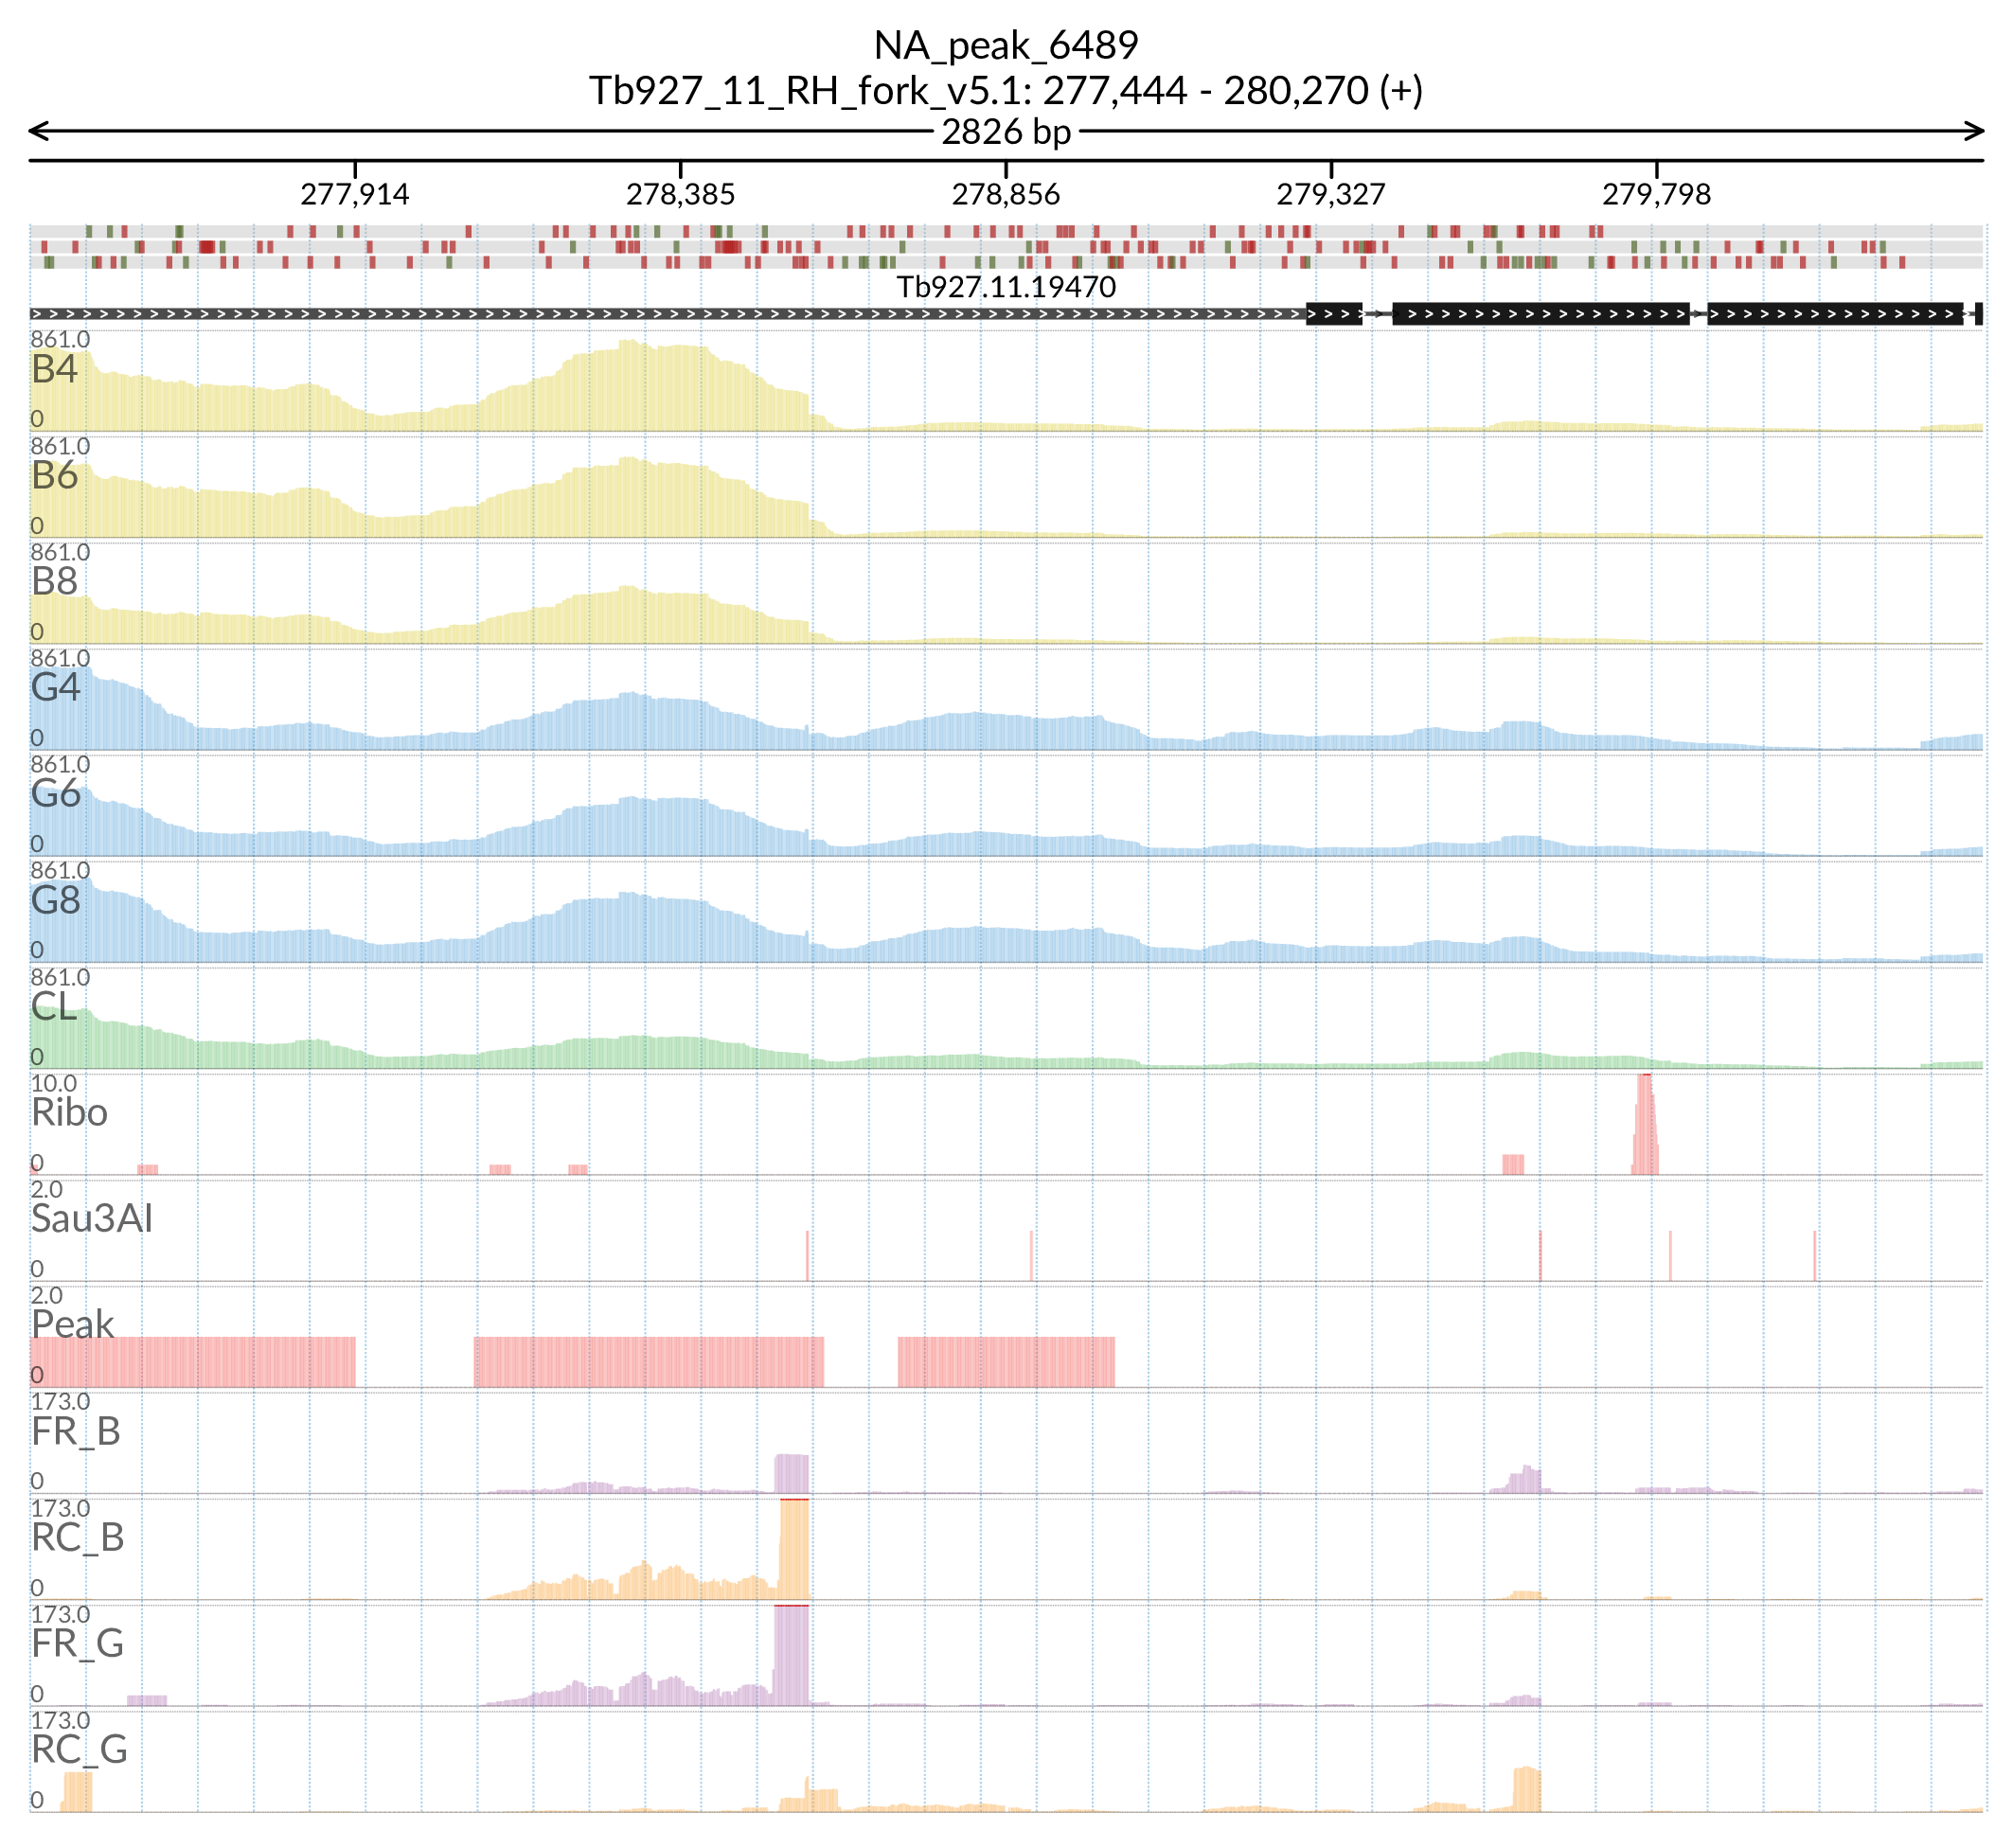 NA_peak_6489
Tb927_11_RH_fork_v5.1: 277,444 - 280,270 (+)
2826 bp
277,914 278,385 278,856 279,327 279,798
Tb927.11.19470
861.0
B4
0
861.0
B6
0
861.0
B8
0
861.0
G4
0
861.0
G6
0
861.0
G8
0
861.0
CL
0
10.0
Ribo
0
2.0
Sau3AI
0
2.0
Peak
0
173.0
FR_B
0
173.0
RC_B
0
173.0
FR_G
0
173.0
RC_G
0